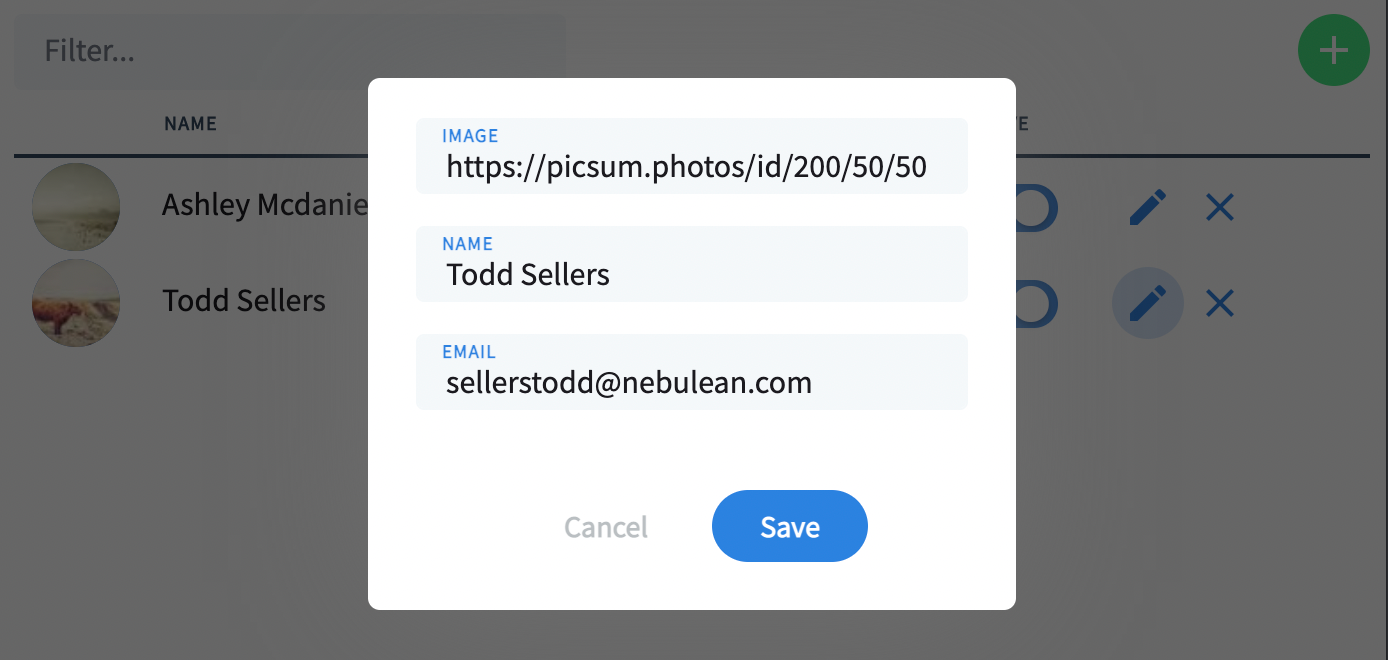 Filter...
NAME
IMAGE
https://picsum.photos/id/200/50/50
Ashley Mcdanie
NAME
Todd Sellers
Todd Sellers
EMAIL
sellerstodd@nebulean.com
Cancel
Save